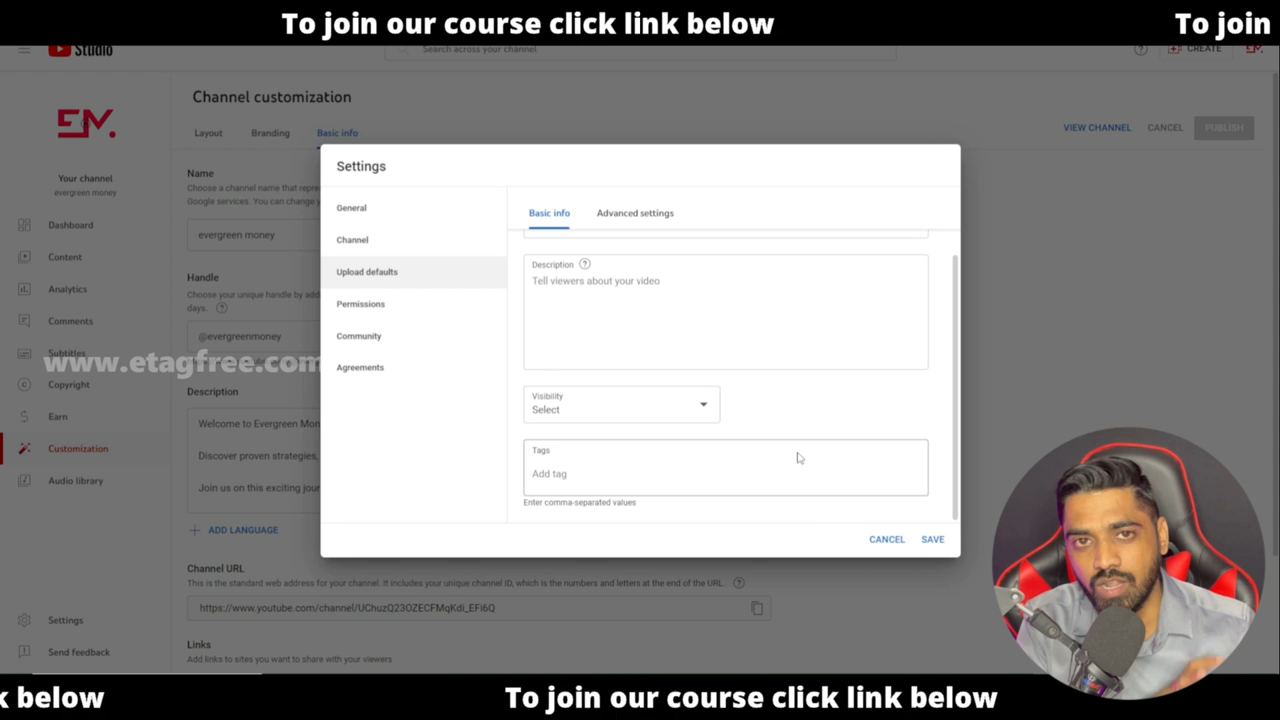 To join our course click link below
To join
Studio
Search across your channel
CREATE
Channel customization
Layout
Branding
Basic info
VIEW CHANNEL
CANCEL
PUBLISH
EM.
Your channel
evergreen money
Dashboard
Content
Analytics
Comments
Subtitles
Copyright
Earn
Customization
Audio library
Settings
Send feedback
Name
Choose a channel name that repre
Google services. You can change y
evergreen money
Handle
Choose your unique handle by add
days.
@evergreenmoney
www.etagfree.com
Description
Welcome to Evergreen Mon
Discover proven strategies,
Join us on this exciting jour
ADD LANGUAGE
Channel URL
This is the standard web address for your channel. It includes your unique channel ID, which is the numbers and letters at the end of the URL.
https://www.youtube.com/channel/UChuzQ23OZECFMqKdi_EFi6Q
Links
Add links to sites you want to share with your viewers
Settings
General
Channel
Upload defaults
Permissions
Community
Agreements
Basic info
Advanced settings
Description
Tell viewers about your video
Visibility
Select
Tags
Add tag
Enter comma-separated values
CANCEL
SAVE
k below
To join our course click link below